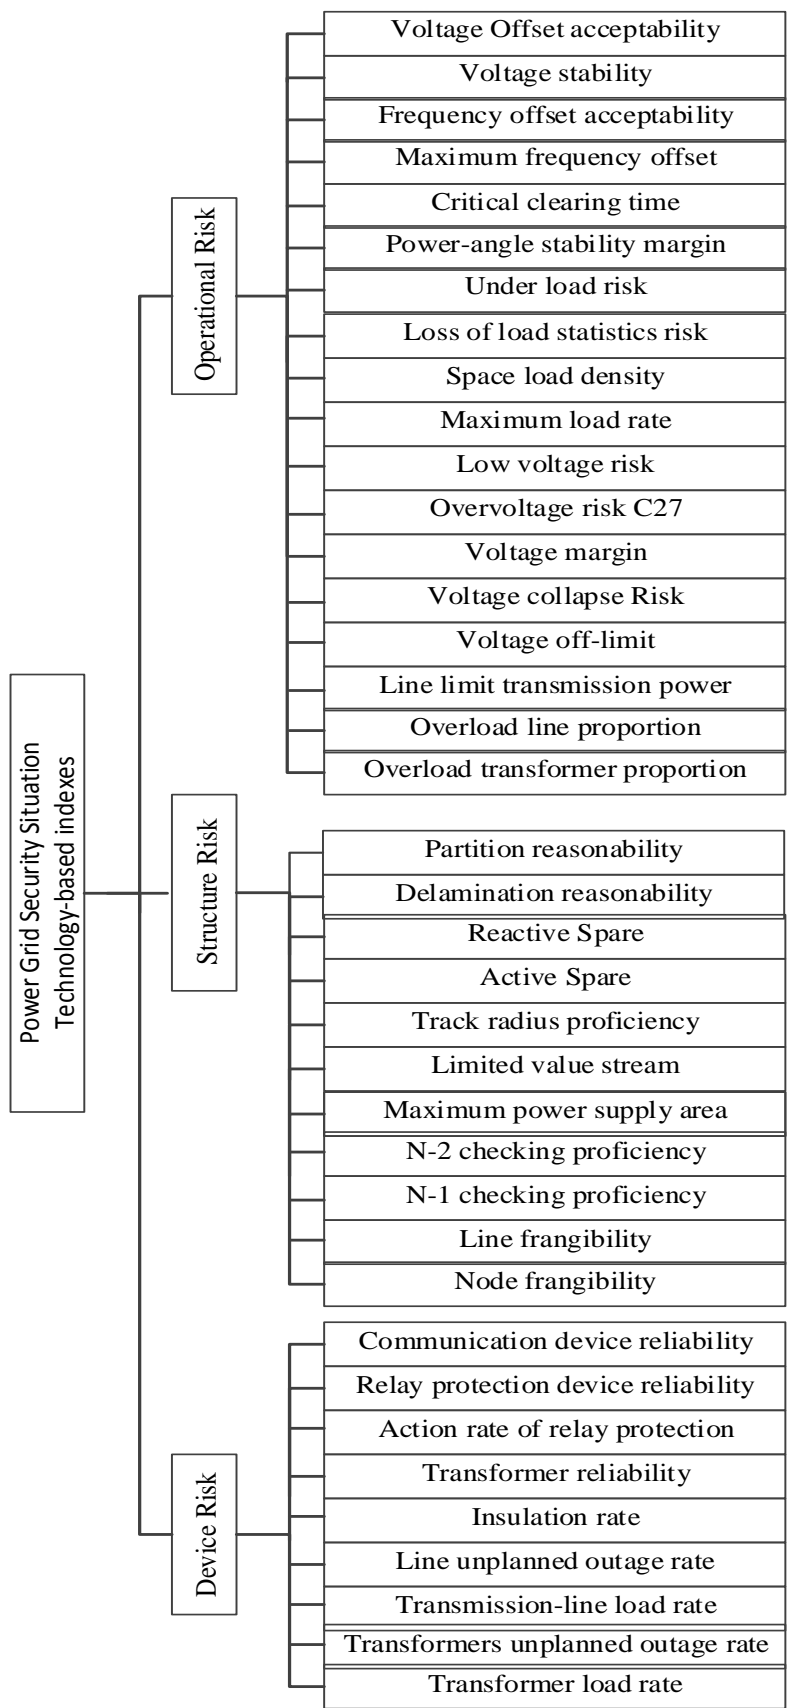 Power Grid Security Situation
Technology-based indexes
Operational Risk
Voltage Offset acceptability
Voltage stability
Frequency offset acceptability
Maximum frequency offset
Critical clearing time
Power-angle stability margin
Under load risk
Loss of load statistics risk
Space load density
Maximum load rate
Low voltage risk
Overvoltage risk C27
Voltage margin
Voltage collapse Risk
Voltage off-limit
Line limit transmission power
Overload line proportion
Overload transformer proportion
Structure Risk
Partition reasonability
Delamination reasonability
Reactive Spare
Active Spare
Track radius proficiency
Limited value stream
Maximum power supply area
N-2 checking proficiency
N-1 checking proficiency
Line frangibility
Node frangibility
Device Risk
Communication device reliability
Relay protection device reliability
Action rate of relay protection
Transformer reliability
Insulation rate
Line unplanned outage rate
Transmission-line load rate
Transformers unplanned outage rate
Transformer load rate